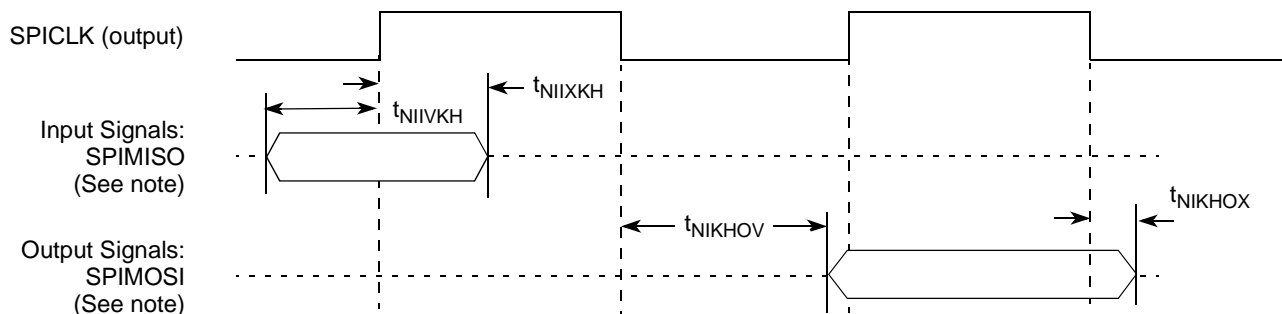 SPICLK (output)
tNIIXKH
tNIIVKH
Input Signals:
SPIMISO
(See note)
tNIKHOX
tNIKHOV
Output Signals:
SPIMOSI
(See note)